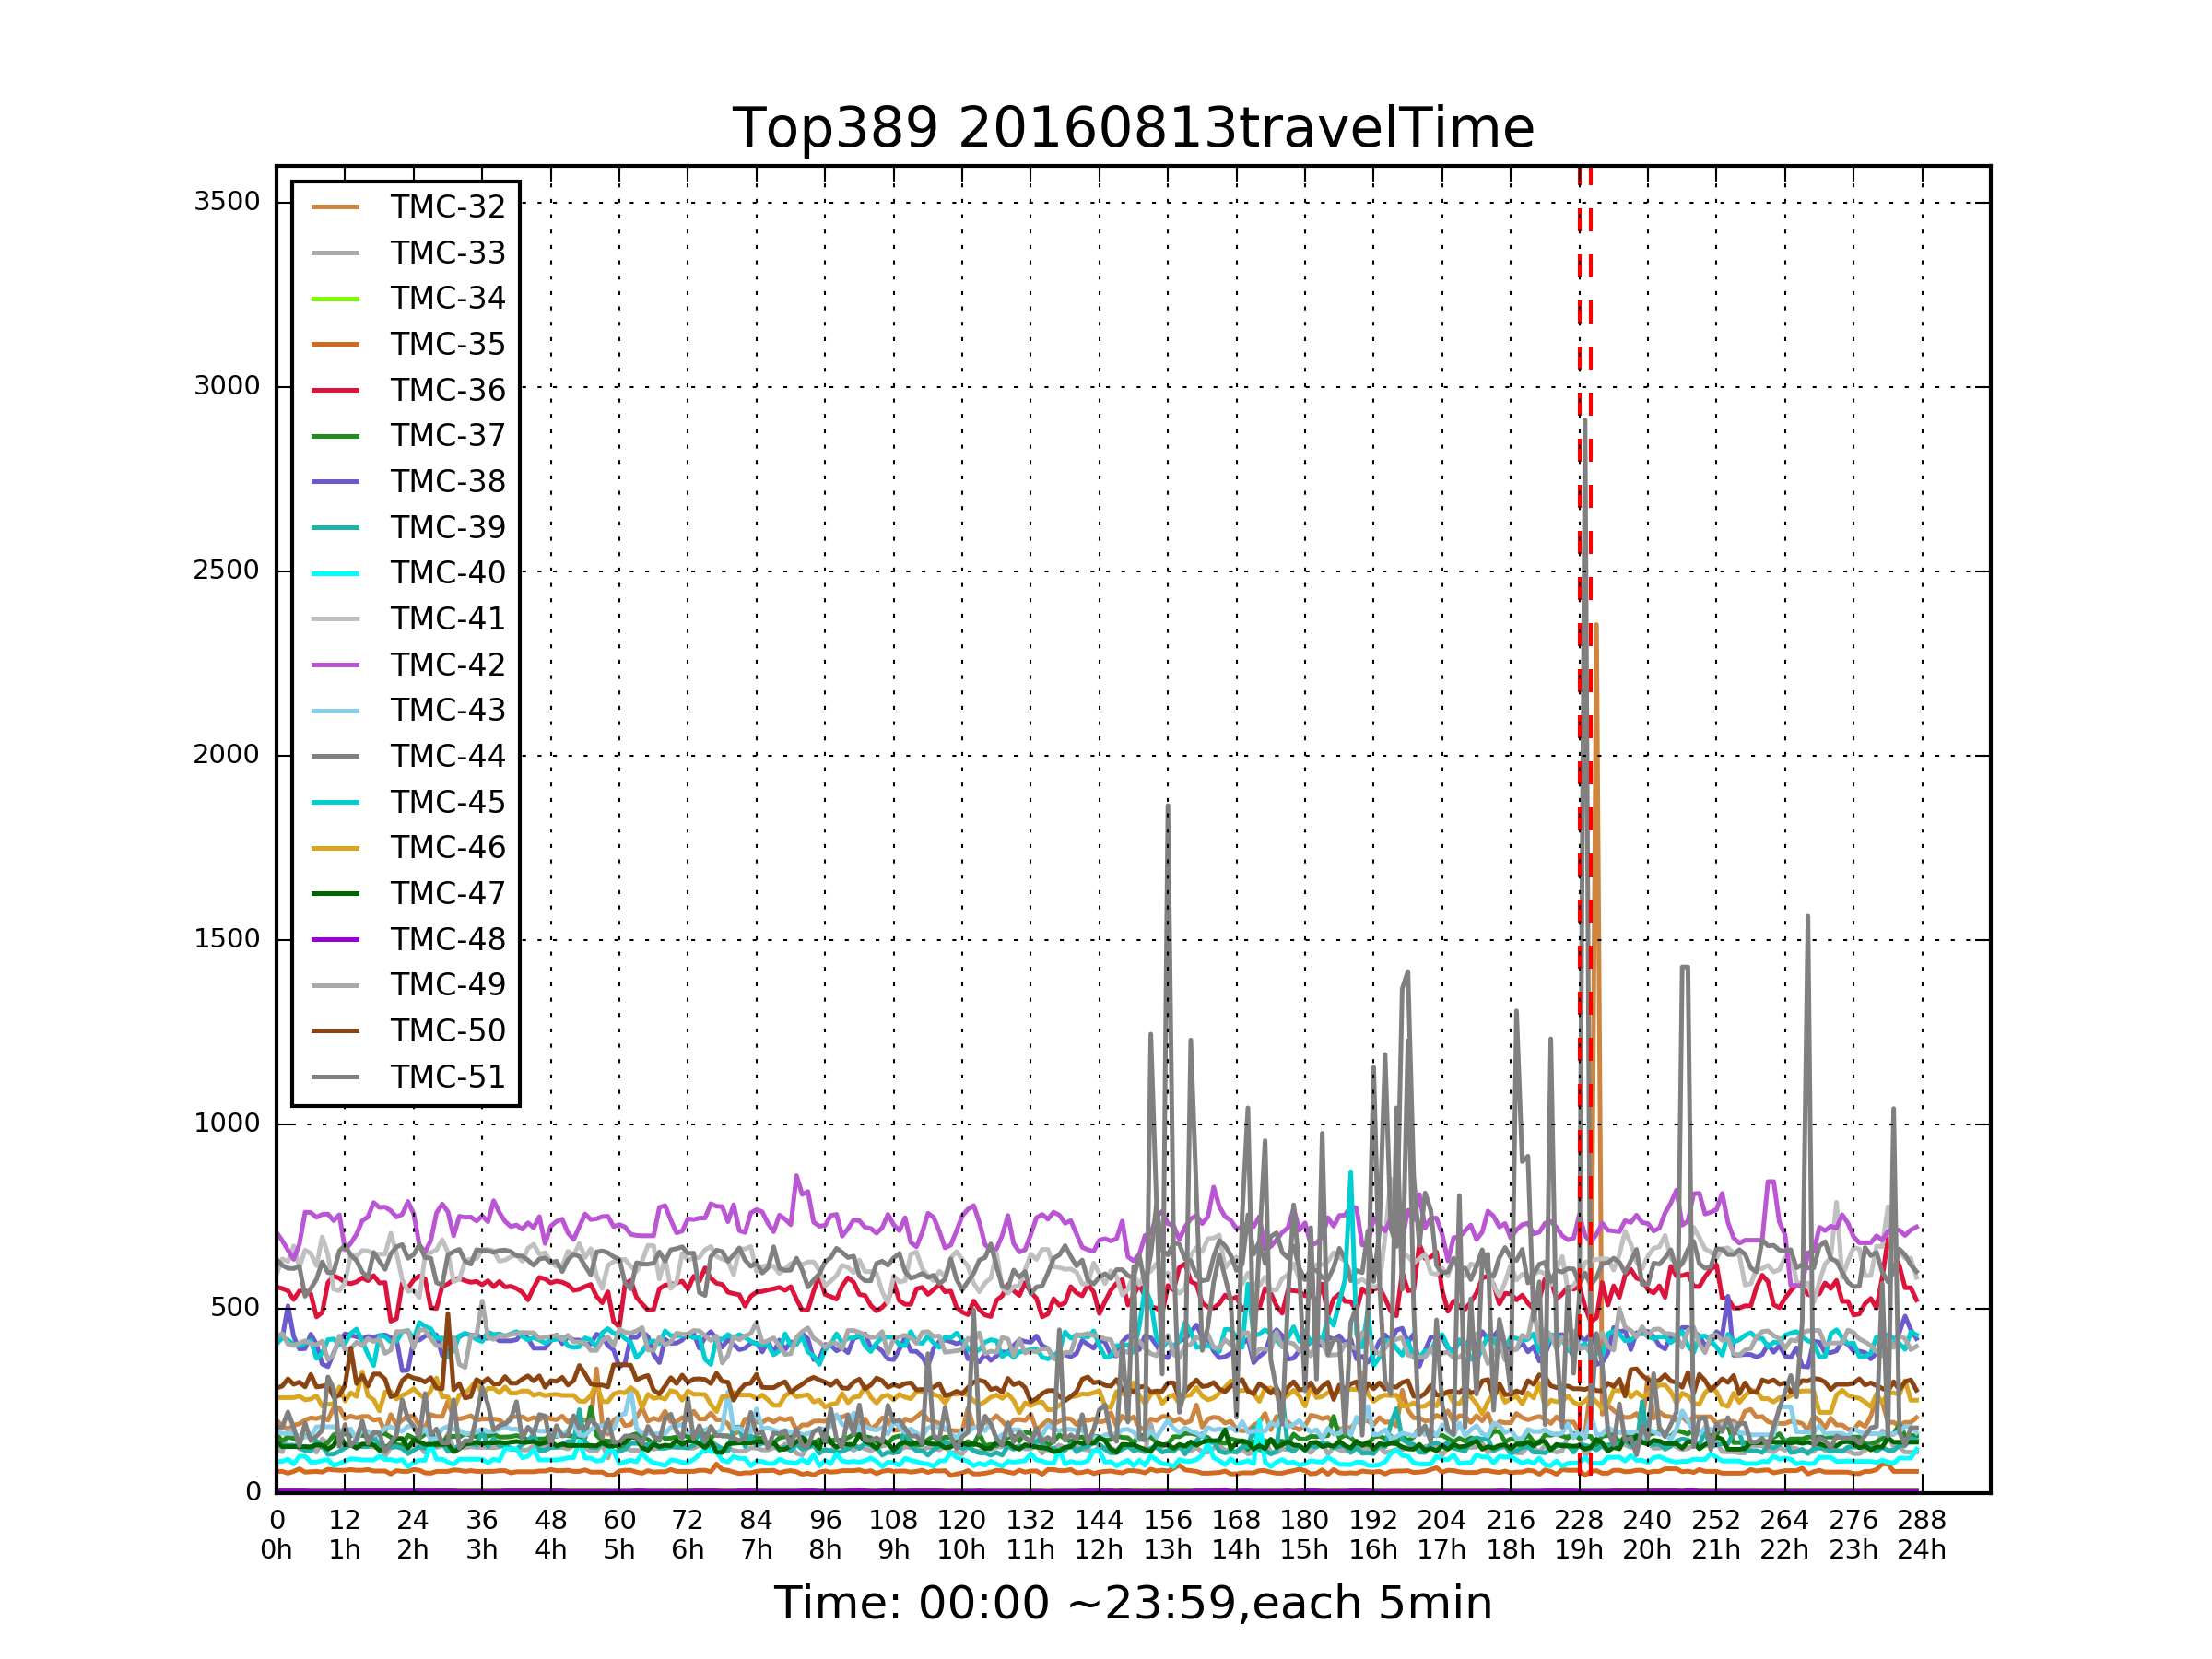 Top389 20160813travelTime
3500
3000
2500
2000
1500
1000
500
0
TMC-32
TMC-33
TMC-34
TMC-35
TMC-36
TMC-37
TMC-38
TMC-39
TMC-40
TMC-41
TMC-42
TMC-43
TMC-44
TMC-45
TMC-46
TMC-47
TMC-48
TMC-49
TMC-50
TMC-51
0 12 24 36 48 60 72 84 96 108 120 132 144 156 168 180 192 204 216 228 240 252 264 276 288
0h 1h 2h 3h 4h 5h 6h 7h 8h 9h 10h 11h 12h 13h 14h 15h 16h 17h 18h 19h 20h 21h 22h 23h 24h
Time: 00:00 ~23:59,each 5min